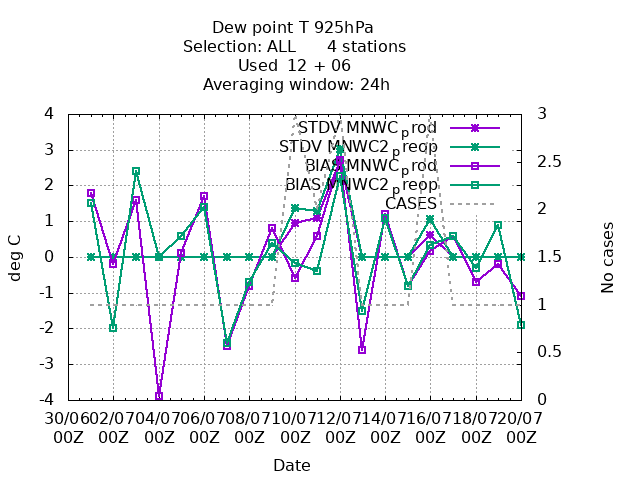 Dew point T 925hPa
Selection: ALL 4 stations
Used 12 + 06
Averaging window: 24h
STDV MNWC_prod
STDV MNWC2_preop
BIAS MNWC_prod
BIAS MNWC2_preop
CASES
4
3
2
1
0
-1
-2
-3
-4
deg C
3
2.5
2
1.5
1
0.5
0
No cases
30/06 02/07 04/07 06/07 08/07 10/07 11/07 12/07 14/07 16/07 17/07 18/07 20/07
00Z 00Z 00Z 00Z 00Z 00Z 00Z 00Z 00Z 00Z 00Z
Date